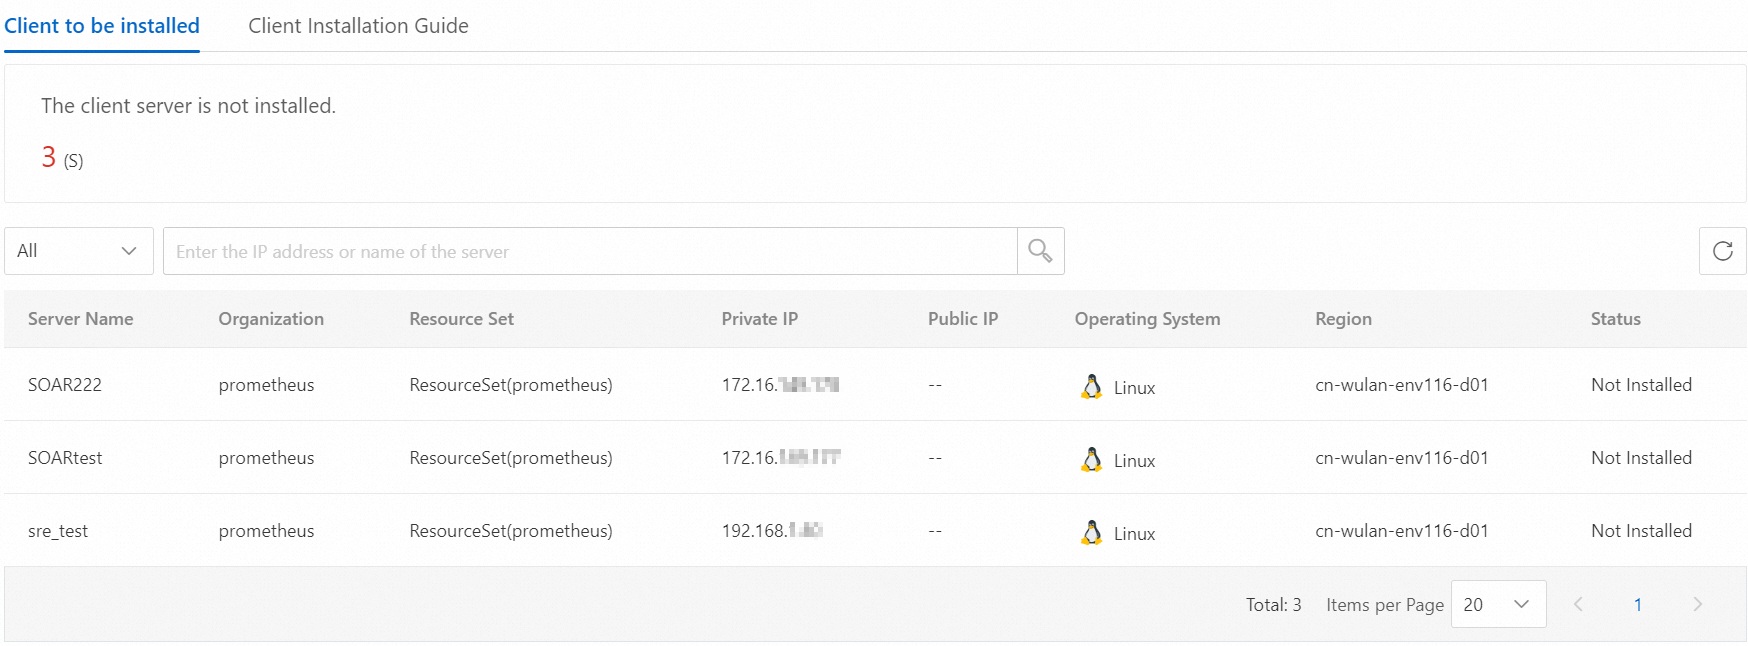 Client to be installed Client Installation Guide
The client server is not installed.
3 (S)
All Enter the IP address or name of the server
Server Name Organization Resource Set Private IP Public IP Operating System Region Status
SOAR222 prometheus ResourceSet(prometheus) 172.16. -- Linux cn-wulan-env116-d01 Not Installed
SOARtest prometheus ResourceSet(prometheus) 172.16. -- Linux cn-wulan-env116-d01 Not Installed
sre_test prometheus ResourceSet(prometheus) 192.168. -- Linux cn-wulan-env116-d01 Not Installed
Total: 3 Items per Page 20 1